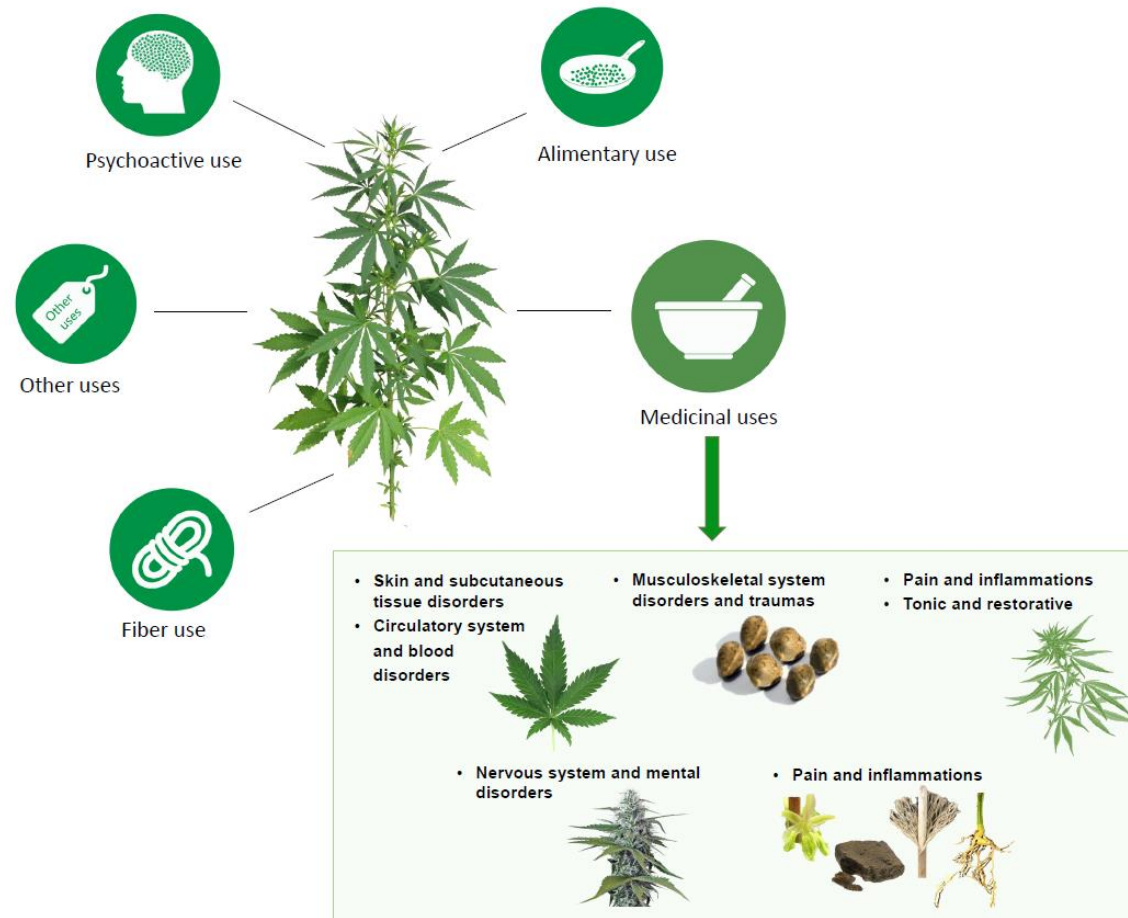 Psychoactive use
Alimentary use
Other
uses
Other uses
Medicinal uses
Fiber use
• Skin and subcutaneous
tissue disorders
• Circulatory system
and blood
disorders
• Musculoskeletal system
disorders and traumas
• Pain and inflammations
• Tonic and restorative
• Nervous system and mental
disorders
• Pain and inflammations